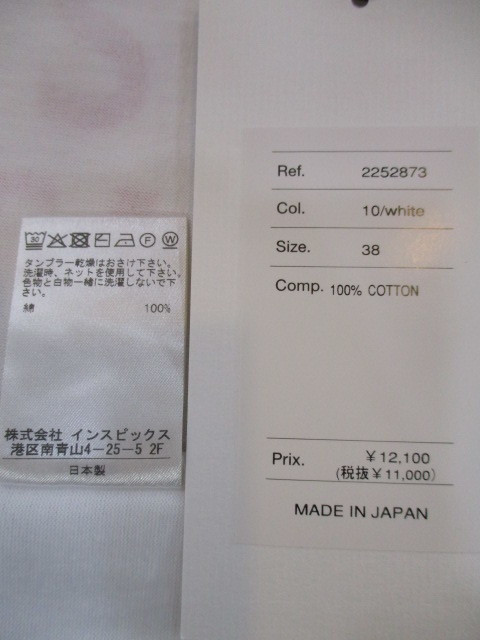 30
タンブラー乾燥はおさけ下さい。
洗濯時、ネットを使用して下さい。
色物と白物一緒に洗濯しないで下
さい。
綿 100%
株式会社 インスピックス
港区南青山4-25-5 2F
日本製
Ref. 2252873
Col. 10/white
Size. 38
Comp. 100% COTTON
Prix. ¥12,100
(税抜¥11,000)
MADE IN JAPAN